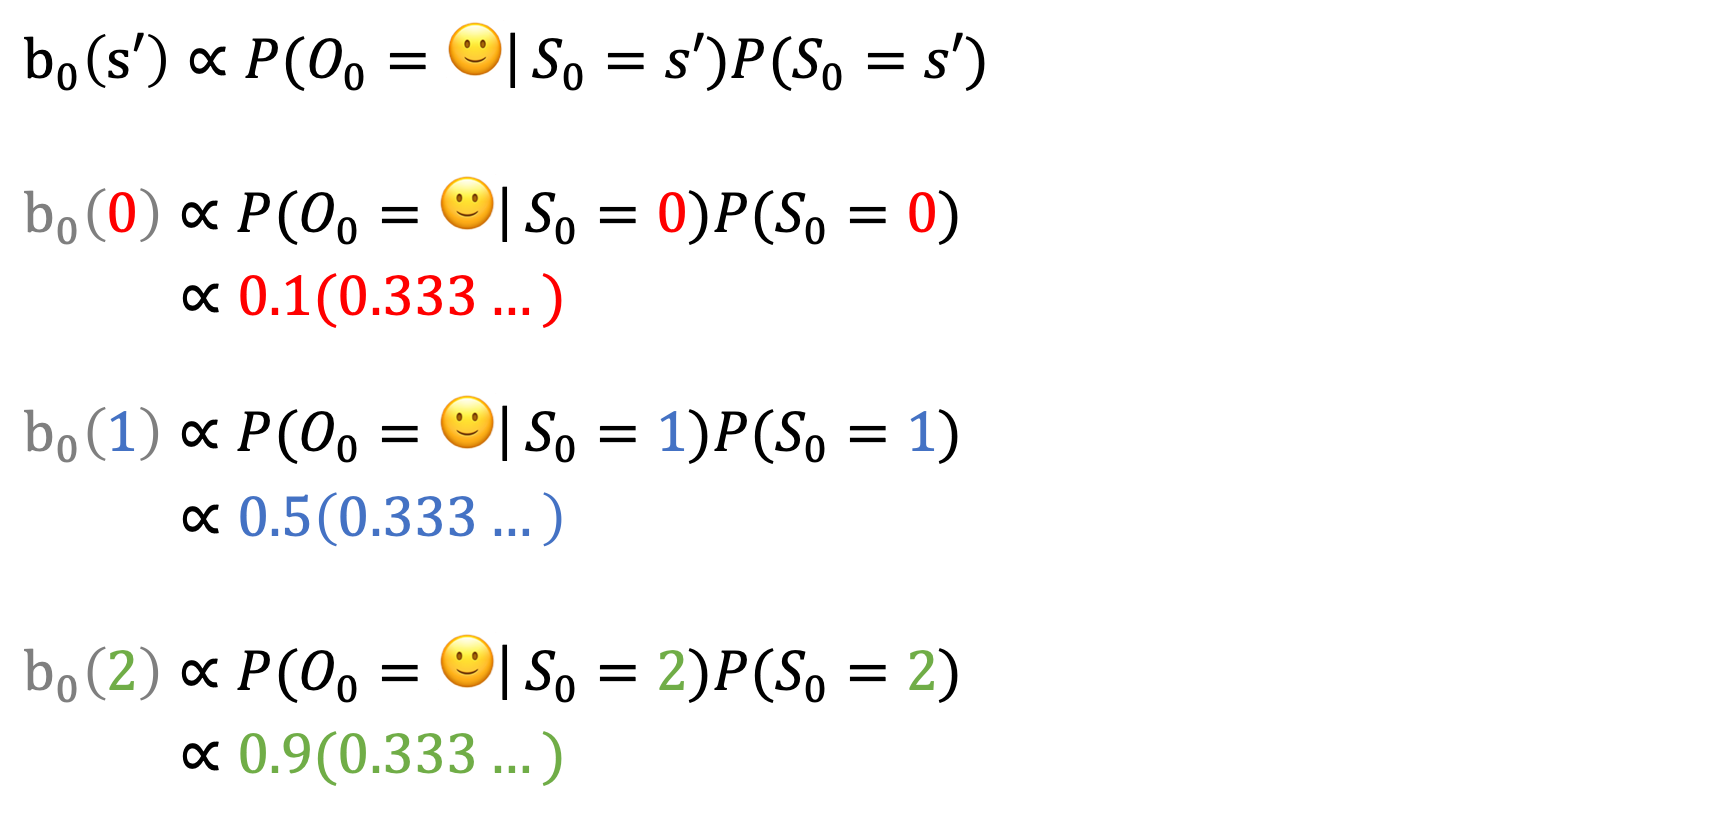 b₀(s′) ∝ P(O₀ = 🙂| S₀ = s′)P(S₀ = s′)
b₀(0) ∝ P(O₀ = 🙂| S₀ = 0)P(S₀ = 0)
∝ 0.1(0.333 ... )
b₀(1) ∝ P(O₀ = 🙂| S₀ = 1)P(S₀ = 1)
∝ 0.5(0.333 ... )
b₀(2) ∝ P(O₀ = 🙂| S₀ = 2)P(S₀ = 2)
∝ 0.9(0.333 ... )